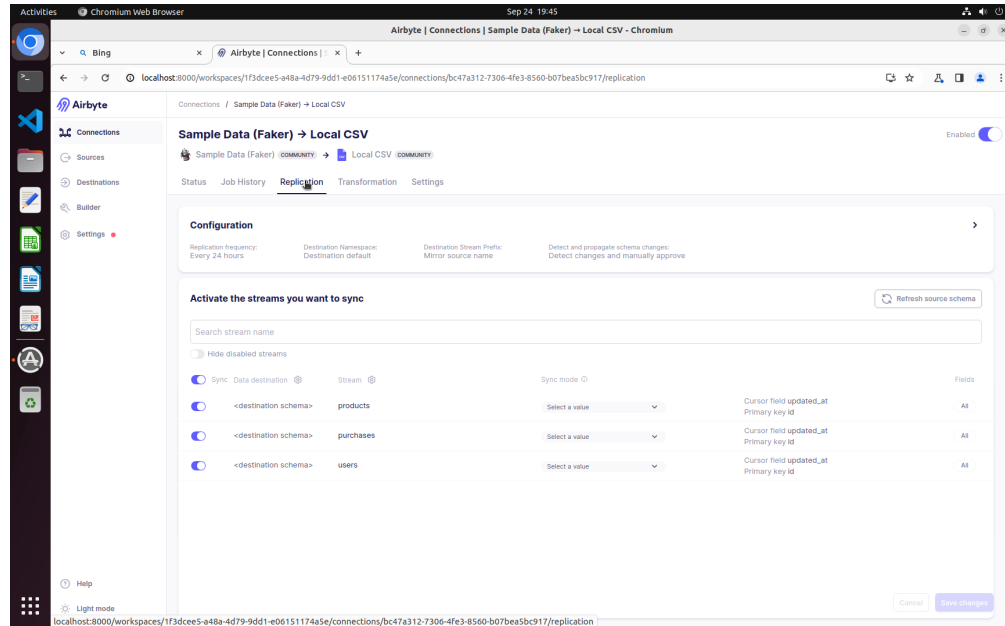 Activities Chromium Web Browser Sep 24 19:45
Airbyte | Connections | Sample Data (Faker) → Local CSV - Chromium
Bing Airbyte | Connections |
localhost:8000/workspaces/1f3dcee5-a48a-4d79-9dd1-e06151174a5e/connections/bc47a312-7306-4fe3-8560-b07bea5bc917/replication
Airbyte
Connections / Sample Data (Faker) → Local CSV
Connections
Sources
Destinations
Builder
Settings
Sample Data (Faker) → Local CSV
Enabled
Sample Data (Faker) COMMUNITY → Local CSV COMMUNITY
Status Job History Replication Transformation Settings
Configuration
Replication frequency: Destination Namespace: Destination Stream Prefix: Detect and propagate schema changes:
Every 24 hours Destination default Mirror source name Detect changes and manually approve
Activate the streams you want to sync
Refresh source schema
Search stream name
Hide disabled streams
Sync Data destination Stream Sync mode Fields
<destination schema> products Select a value Cursor field updated_at All
Primary key id
<destination schema> purchases Select a value Cursor field updated_at All
Primary key id
<destination schema> users Select a value Cursor field updated_at All
Primary key id
Help
Light mode
Cancel Save changes
localhost:8000/workspaces/1f3dcee5-a48a-4d79-9dd1-e06151174a5e/connections/bc47a312-7306-4fe3-8560-b07bea5bc917/replication